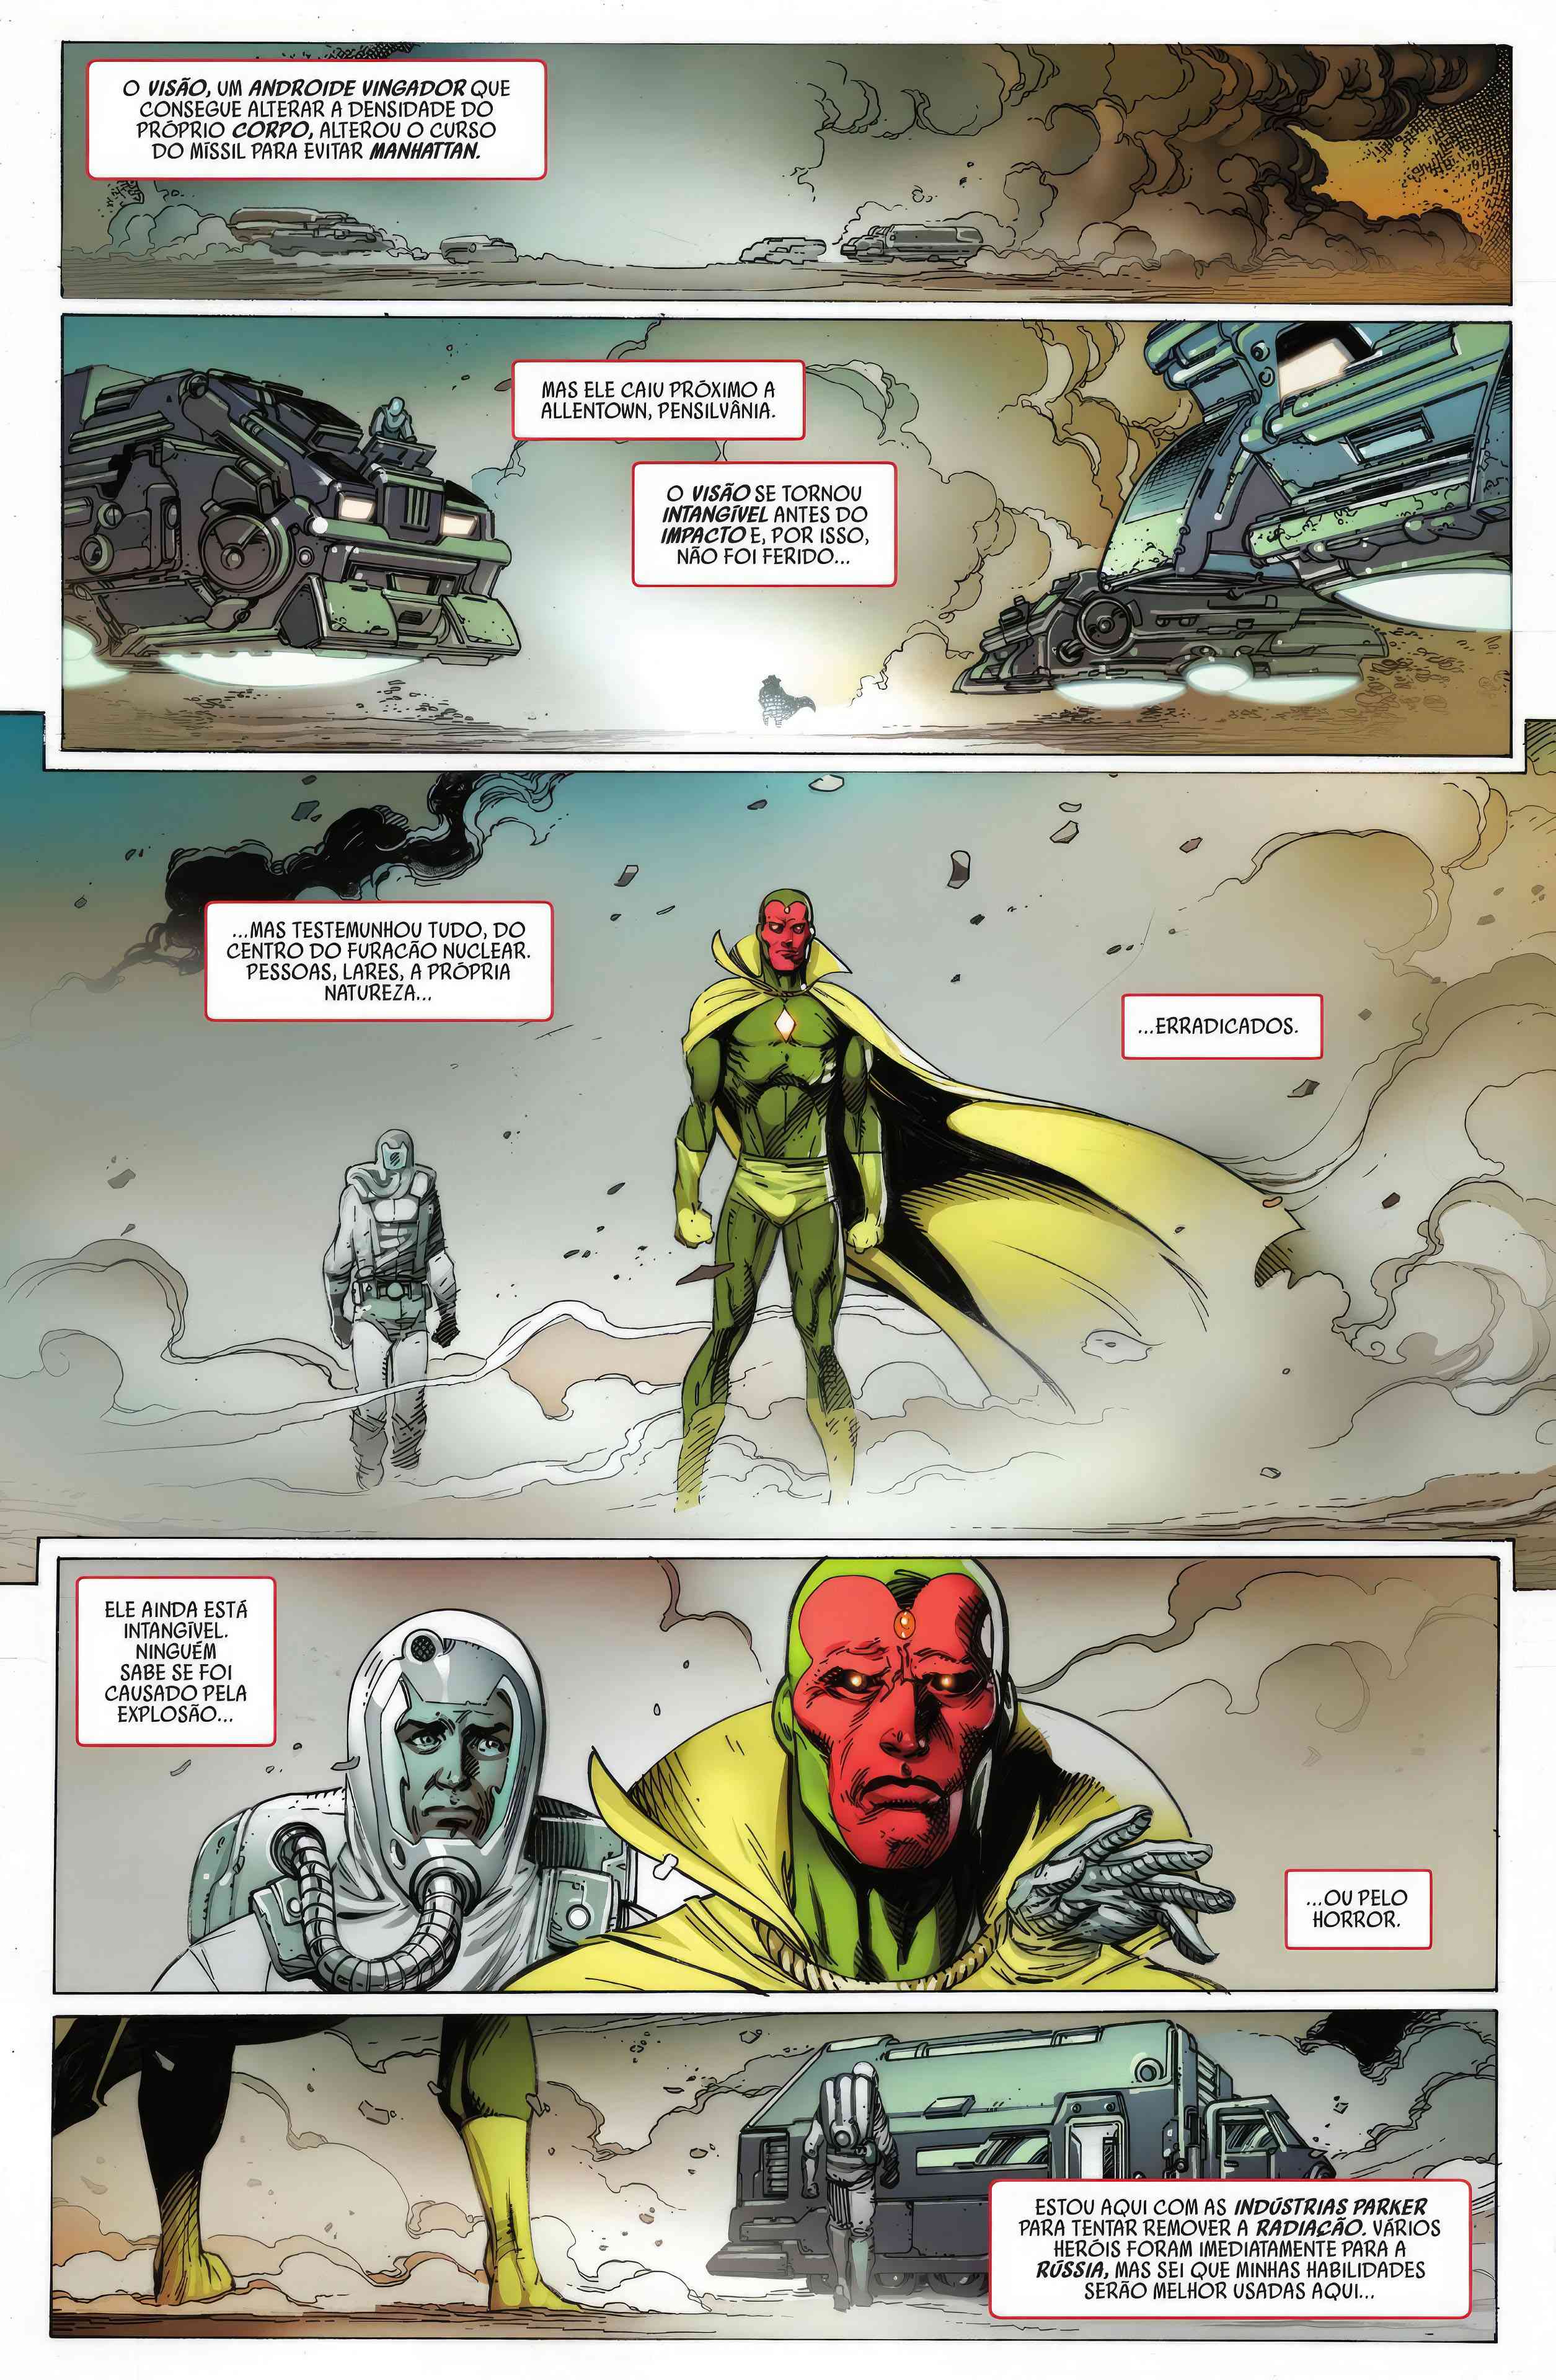 O VISÃO, UM ANDROIDE VINGADOR QUE
CONSEGUE ALTERAR A DENSIDADE DO
PRÓPRIO CORPO, ALTEROU O CURSO
DO MÍSSIL PARA EVITAR MANHATTAN.
MAS ELE CAIU PRÓXIMO A
ALLENTOWN, PENSILVÂNIA.
O VISÃO SE TORNOU
INTANGÍVEL ANTES DO
IMPACTO E, POR ISSO,
NÃO FOI FERIDO...
...MAS TESTEMUNHOU TUDO, DO
CENTRO DO FURACÃO NUCLEAR.
PESSOAS, LARES, A PRÓPRIA
NATUREZA...
...ERRADICADOS.
ELE AINDA ESTÁ
INTANGÍVEL.
NINGUÉM
SABE SE FOI
CAUSADO PELA
EXPLOSÃO...
...OU PELO
HORROR.
ESTOU AQUI COM AS INDÚSTRIAS PARKER
PARA TENTAR REMOVER A RADIAÇÃO. VÁRIOS
HERÓIS FORAM IMEDIATAMENTE PARA A
RÚSSIA, MAS SEI QUE MINHAS HABILIDADES
SERÃO MELHOR USADAS AQUI...